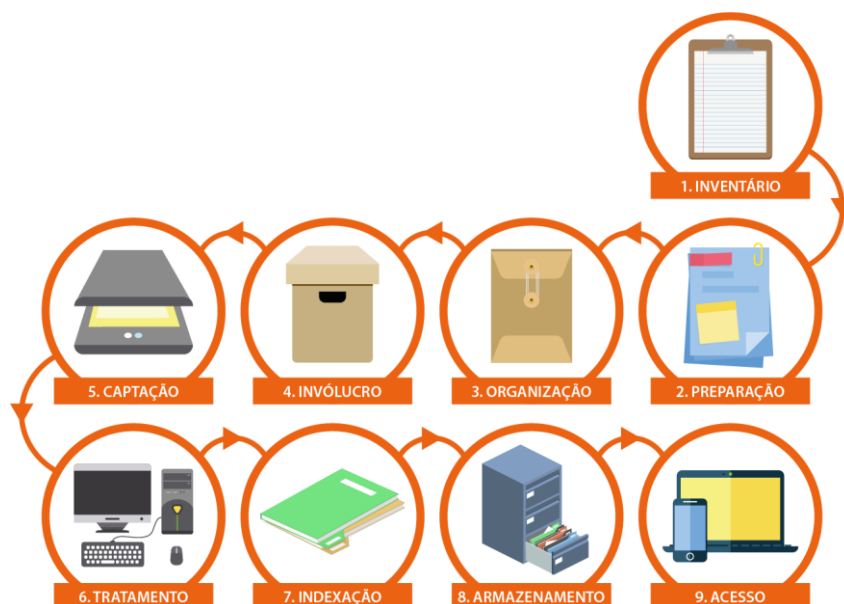 1. INVENTÁRIO
2. PREPARAÇÃO
3. ORGANIZAÇÃO
4. INVÓLUCRO
5. CAPTAÇÃO
6. TRATAMENTO
7. INDEXAÇÃO
8. ARMAZENAMENTO
9. ACESSO